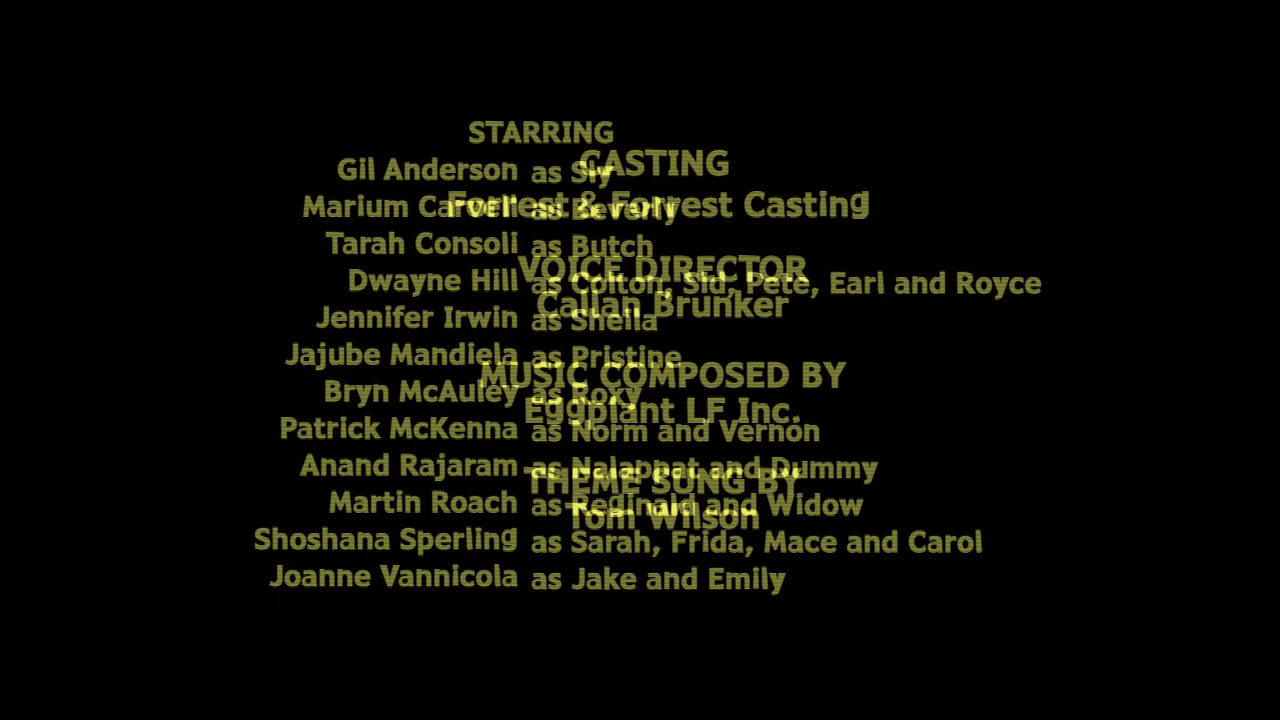 STARRING
Gil Anderson as Sly
Marium Carvell as Beverly
Tarah Consoli as Butch
Dwayne Hill as Colton, Sid, Pete, Earl and Royce
Jennifer Irwin as Sheila
Jajube Mandiela as Pristine
Bryn McAuley as Roxy
Patrick McKenna as Norm and Vernon
Anand Rajaram as Nalappat and Dummy
Martin Roach as Reginald and Widow
Shoshana Sperling as Sarah, Frida, Mace and Carol
Joanne Vannicola as Jake and Emily
CASTING
Forrest & Forrest Casting
VOICE DIRECTOR
Callan Brunker
MUSIC COMPOSED BY
Eggplant LF Inc.
THEME SUNG BY
Tom Wilson